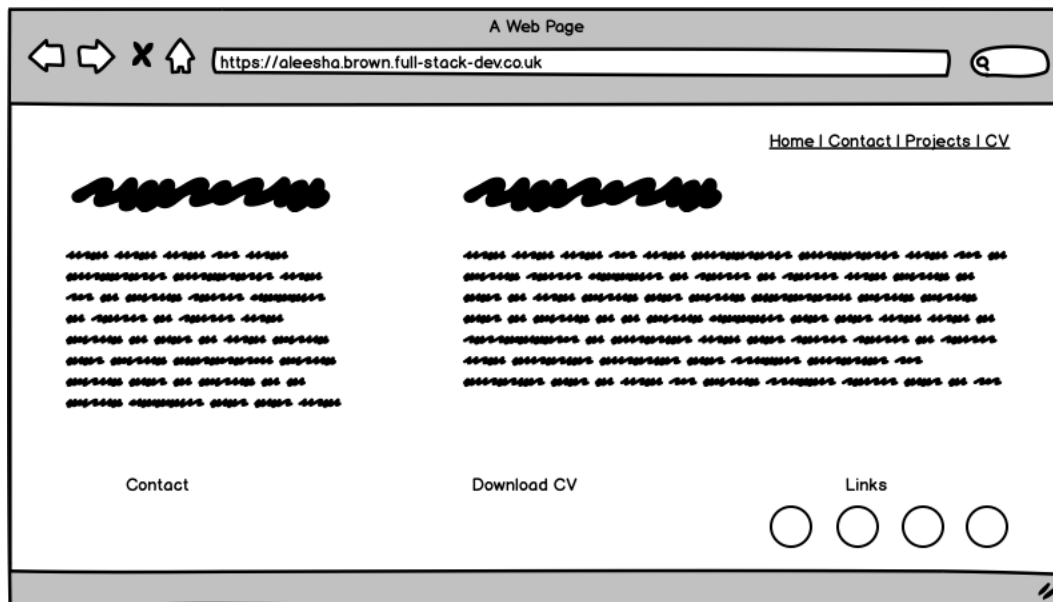 A Web Page
https://aleesha.brown.full-stack-dev.co.uk
Home | Contact | Projects | CV
Contact
Download CV
Links